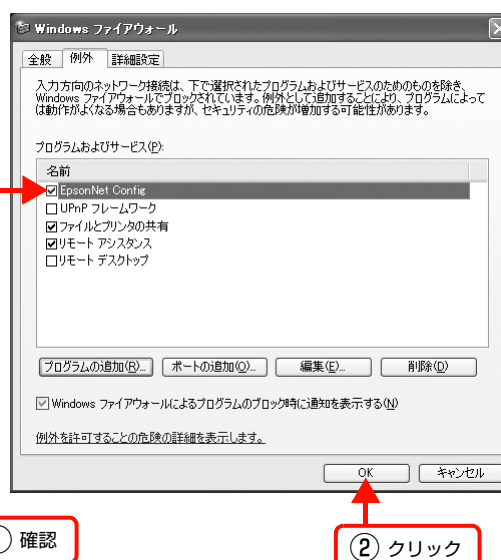 Windows ファイアウォール
全般 例外 詳細設定
入力方向のネットワーク接続は、下で選択されたプログラムおよびサービスのためのものを除き、
Windows ファイアウォールでブロックされています。例外として追加することにより、プログラムによって
は動作がよくなる場合もありますが、セキュリティの危険が増加する可能性があります。
プログラムおよびサービス(P):
名前
EpsonNet Config
UPnP フレームワーク
ファイルとプリンタの共有
リモート アシスタンス
リモート デスクトップ
プログラムの追加(R)... ポートの追加(O)... 編集(E)... 削除(D)
Windows ファイアウォールによるプログラムのブロック時に通知を表示する(N)
例外を許可することの危険の詳細を表示します。
OK キャンセル
確認
② クリック